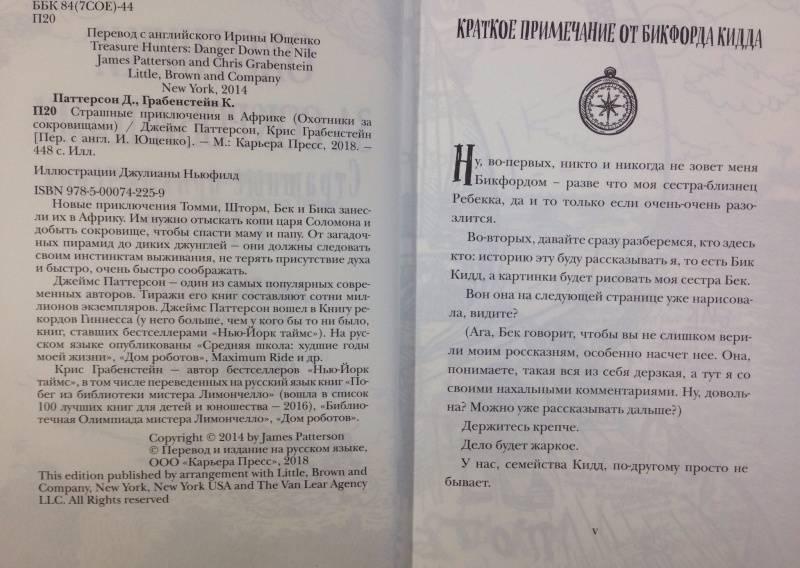 ББК 84(7СОЕ)-44
П20
Перевод с английского Ирины Ющенко
Treasure Hunters: Danger Down the Nile
James Patterson and Chris Grabenstein
Little, Brown and Company
New York, 2014
Паттерсон Д., Грабенстейн К.
П20 Страшные приключения в Африке (Охотники за
сокровищами) / Джеймс Паттерсон, Крис Грабенстейн
[Пер. с англ. И. Ющенко]. – М.: Карьера Пресс, 2018. –
448 с. Илл.
Иллюстрации Джулианы Ньюфилд
ISBN 978-5-00074-225-9
Новые приключения Томми, Шторм, Бек и Бика занес-
ли их в Африку. Им нужно отыскать копи царя Соломона и
добыть сокровище, чтобы спасти маму и папу. От загадоч-
ных пирамид до диких джунглей – они должны следовать
своим инстинктам выживания, не терять присутствие духа
и быстро, очень быстро соображать.
Джеймс Паттерсон – один из самых популярных совре-
менных авторов. Тиражи его книг составляют сотни мил-
лионов экземпляров. Джеймс Паттерсон вошел в Книгу ре-
кордов Гиннесса (у него больше, чем у кого бы то ни было,
книг, ставших бестселлерами «Нью-Йорк таймс»). На рус-
ском языке опубликованы «Средняя школа: худшие годы
моей жизни», «Дом роботов», Maximum Ride и др.
Крис Грабенстейн – автор бестселлеров «Нью-Йорк
таймс», в том числе переведенных на русский язык книг «По-
бег из библиотеки мистера Лимончелло» (вошла в список
100 лучших книг для детей и юношества – 2016), «Библио-
течная Олимпиада мистера Лимончелло», «Дом роботов».
Copyright © 2014 by James Patterson
© Перевод и издание на русском языке,
ООО «Карьера Пресс», 2018
This edition published by arrangement with Little, Brown and
Company, New York, New York USA and The Van Lear Agency
LLC. All Rights reserved
КРАТКОЕ ПРИМЕЧАНИЕ ОТ БИКФОРДА КИДДА
Ну, во-первых, никто и никогда не зовет меня
Бикфордом – разве что моя сестра-близнец
Ребекка, да и то только если очень-очень разо-
злится.
Во-вторых, давайте сразу разберемся, кто здесь
кто: историю эту буду рассказывать я, то есть Бик
Кидд, а картинки будет рисовать моя сестра Бек.
Вон она на следующей странице уже нарисова-
ла, видите?
(Ага, Бек говорит, чтобы вы не слишком вери-
ли моим россказням, особенно насчет нее. Она,
понимаете, такая вся из себя дерзкая, а тут я со
своими нахальными комментариями. Ну, доволь-
на? Можно уже рассказывать дальше?)
Держитесь крепче.
Дело будет жаркое.
У нас, семейства Кидд, по-другому просто не
бывает.
v